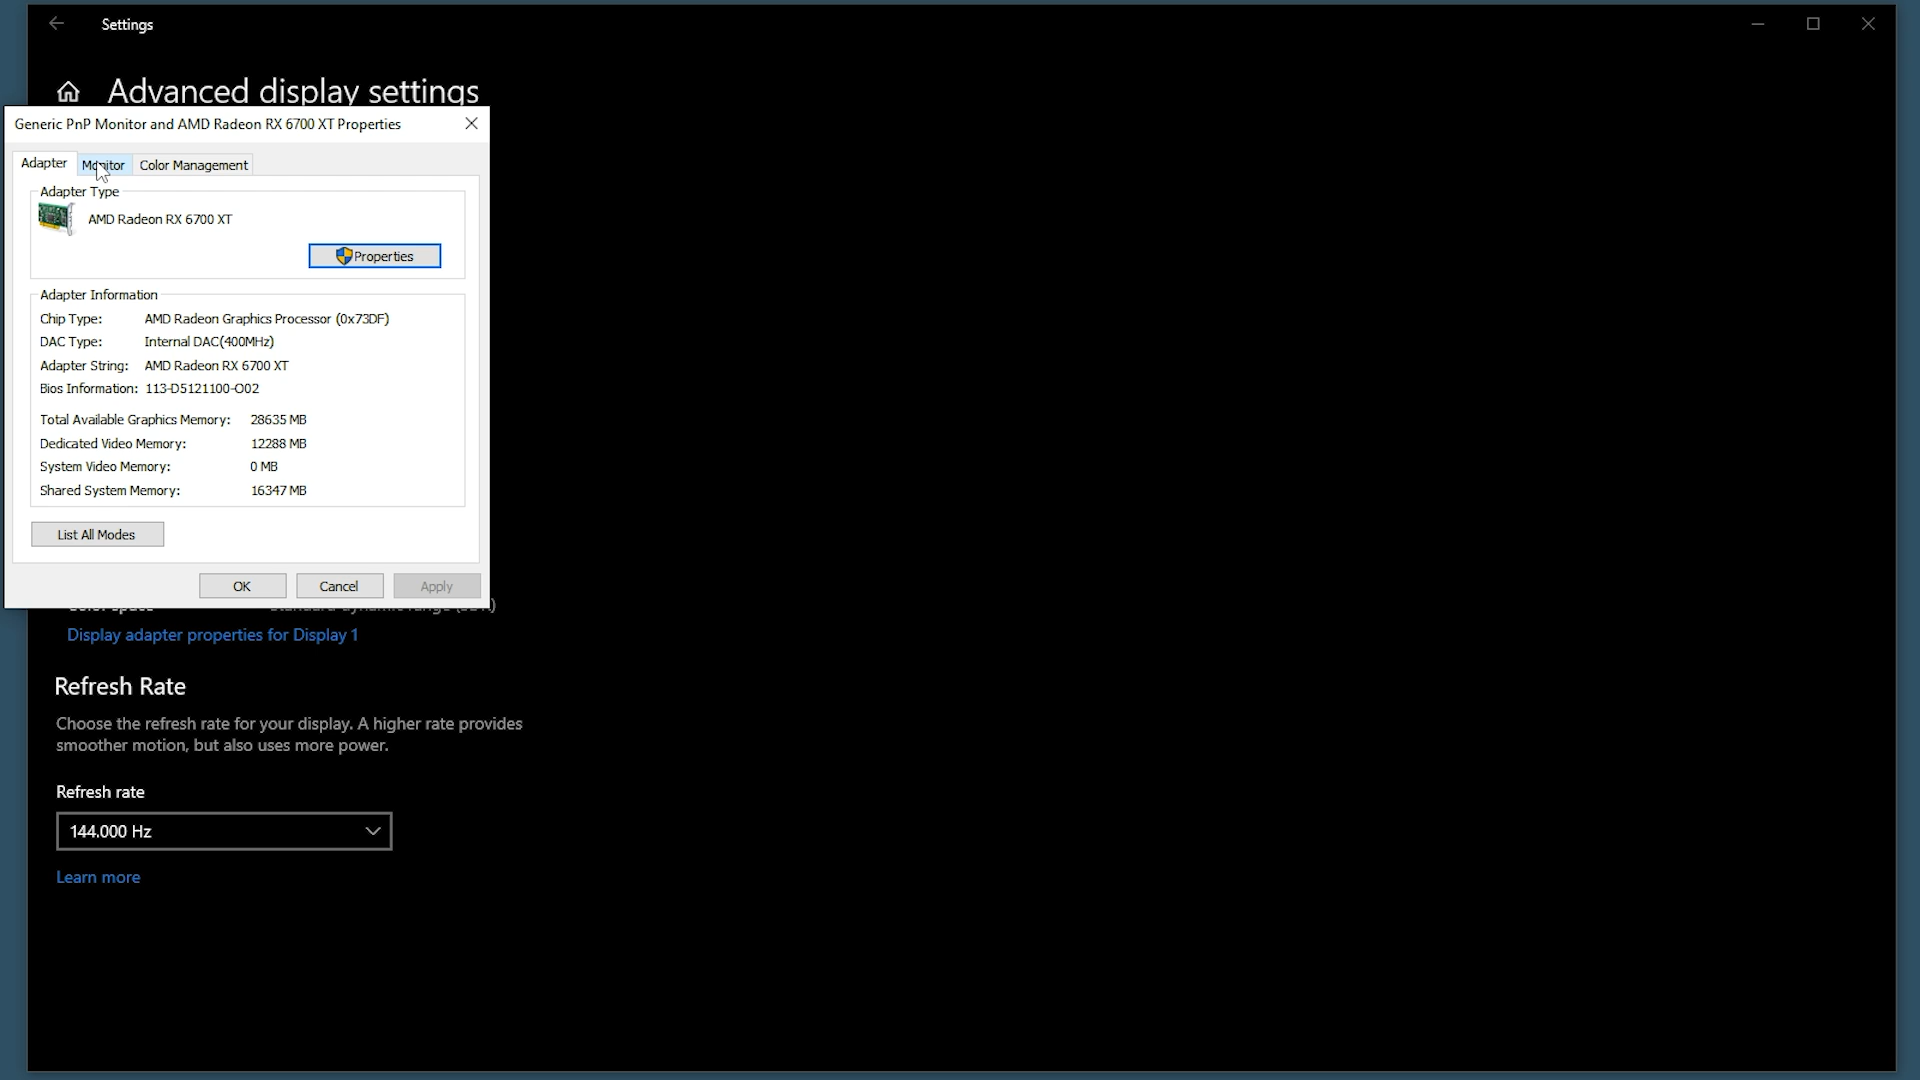 Settings
Advanced display settings
Generic PnP Monitor and AMD Radeon RX 6700 XT Properties
Adapter Monitor Color Management
Adapter Type
AMD Radeon RX 6700 XT
Properties
Adapter Information
Chip Type: AMD Radeon Graphics Processor (0x73DF)
DAC Type: Internal DAC(400MHz)
Adapter String: AMD Radeon RX 6700 XT
Bios Information: 113-D5121100-O02
Total Available Graphics Memory: 28635 MB
Dedicated Video Memory: 12288 MB
System Video Memory: 0 MB
Shared System Memory: 16347 MB
List All Modes
OK Cancel Apply
Display adapter properties for Display 1
Refresh Rate
Choose the refresh rate for your display. A higher rate provides
smoother motion, but also uses more power.
Refresh rate
144.000 Hz
Learn more